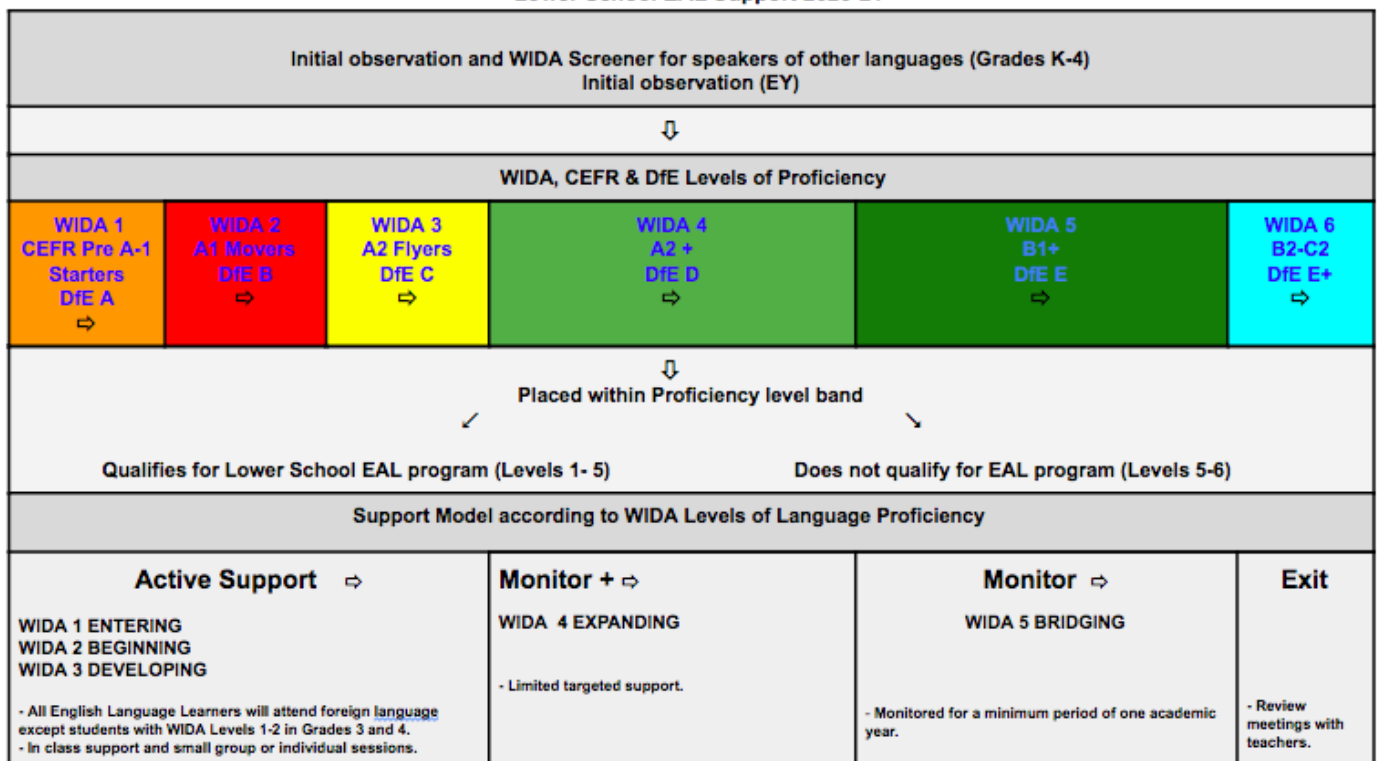 Initial observation and WIDA Screener for speakers of other languages (Grades K-4)
Initial observation (EY)
⇩
WIDA, CEFR & DfE Levels of Proficiency
WIDA 1
CEFR Pre A-1
Starters
DfE A
⇨
WIDA 2
A1 Movers
DfE B
⇨
WIDA 3
A2 Flyers
DfE C
⇨
WIDA 4
A2 +
DfE D
⇨
WIDA 5
B1+
DfE E
⇨
WIDA 6
B2-C2
DfE E+
⇨
⇩
Placed within Proficiency level band
↙ ↘
Qualifies for Lower School EAL program (Levels 1- 5)
Does not qualify for EAL program (Levels 5-6)
Support Model according to WIDA Levels of Language Proficiency
Active Support ⇨
WIDA 1 ENTERING
WIDA 2 BEGINNING
WIDA 3 DEVELOPING
- All English Language Learners will attend foreign language
except students with WIDA Levels 1-2 in Grades 3 and 4.
- In class support and small group or individual sessions.
Monitor + ⇨
WIDA 4 EXPANDING
- Limited targeted support.
Monitor ⇨
WIDA 5 BRIDGING
- Monitored for a minimum period of one academic
year.
Exit
- Review
meetings with
teachers.